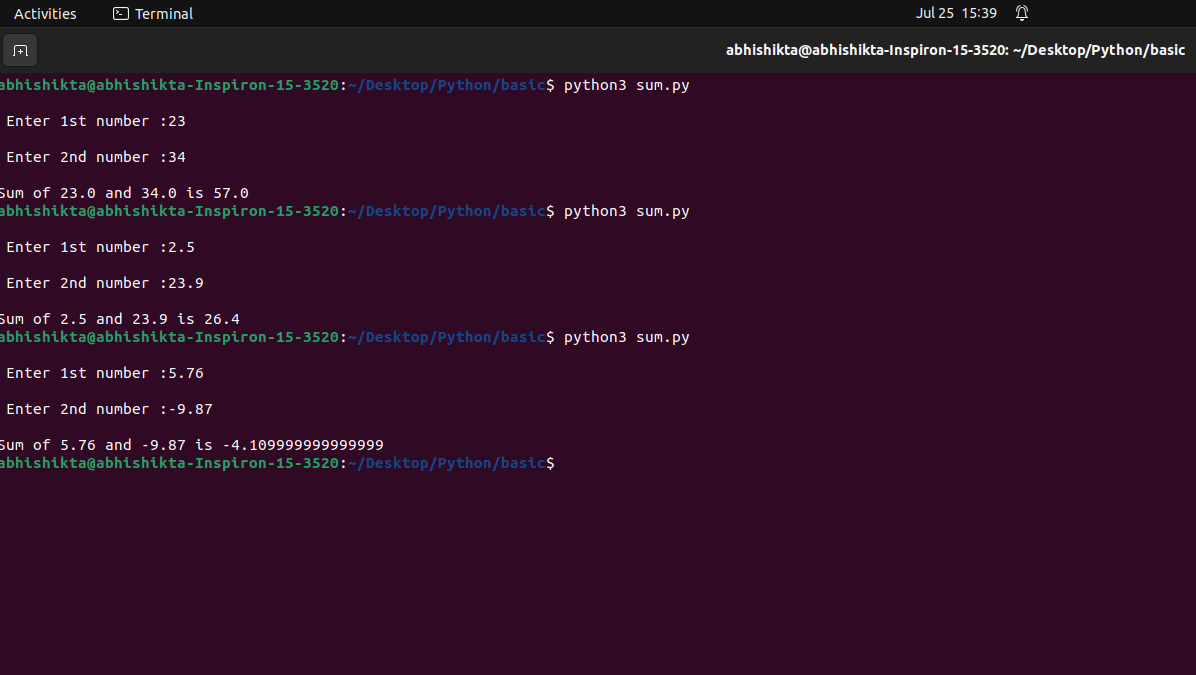 Activities Terminal Jul 25 15:39
abhishikta@abhishikta-Inspiron-15-3520: ~/Desktop/Python/basic
abhishikta@abhishikta-Inspiron-15-3520:~/Desktop/Python/basic$ python3 sum.py
Enter 1st number :23
Enter 2nd number :34
Sum of 23.0 and 34.0 is 57.0
abhishikta@abhishikta-Inspiron-15-3520:~/Desktop/Python/basic$ python3 sum.py
Enter 1st number :2.5
Enter 2nd number :23.9
Sum of 2.5 and 23.9 is 26.4
abhishikta@abhishikta-Inspiron-15-3520:~/Desktop/Python/basic$ python3 sum.py
Enter 1st number :5.76
Enter 2nd number :-9.87
Sum of 5.76 and -9.87 is -4.109999999999999
abhishikta@abhishikta-Inspiron-15-3520:~/Desktop/Python/basic$